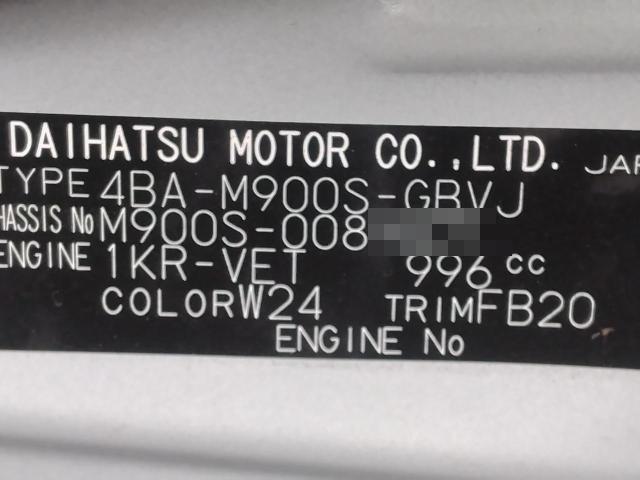 DAIHATSU MOTOR CO.,LTD. JAP
TYPE 4BA-M900S-GBVJ
HASSIS No M900S-008
ENGINE 1KR-VET 996 cc
COLOR W24 TRIM FB20
ENGINE No